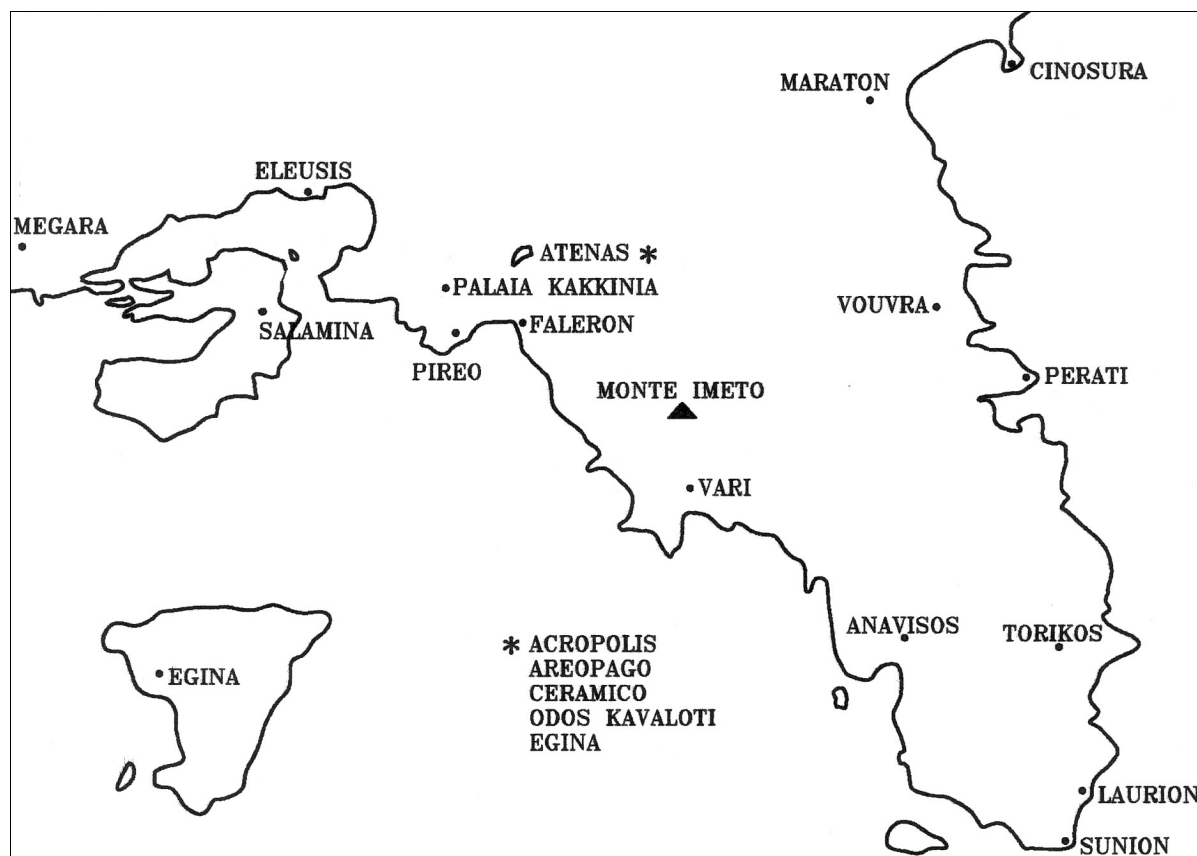 CINOSURA
MARATON
ELEUSIS
MEGARA
ATENAS *
PALAIA KAKKINIA
VOUVRA
SALAMINA
FALERON
PIREO
PERATI
MONTE IMETO
VARI
ANAVISOS
TORIKOS
* ACROPOLIS
AREOPAGO
EGINA
CERAMICO
ODOS KAVALOTI
EGINA
LAURION
SUNION